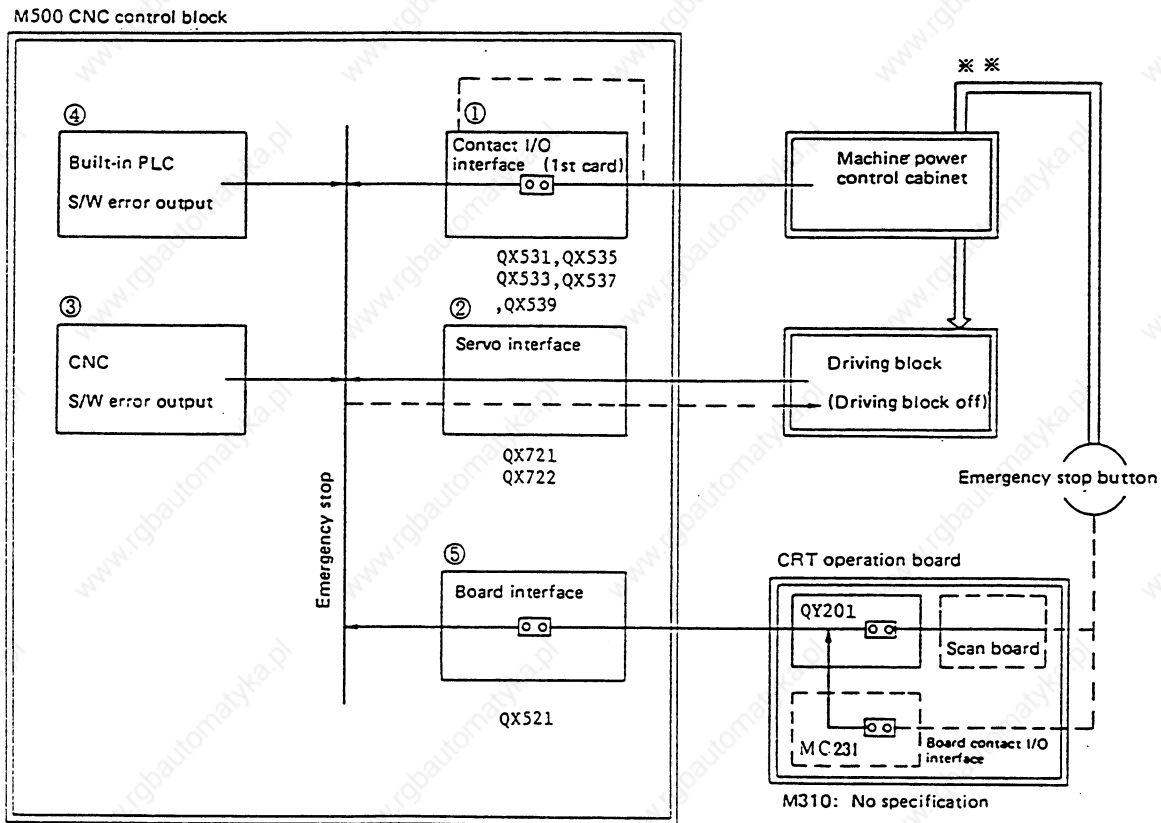 M500 CNC control block
※ ※
④
①
Built-in PLC
S/W error output
Contact I/O
interface (1st card)
Machine power
control cabinet
QX531,QX535
QX533,QX537
,QX539
③
②
CNC
S/W error output
Servo interface
Driving block
(Driving block off)
QX721
QX722
Emergency stop button
Emergency stop
⑤
CRT operation board
Board interface
QY201
Scan board
QX521
MC231
Board contact I/O
interface
M310: No specification
www.rgbautomatyka.pl